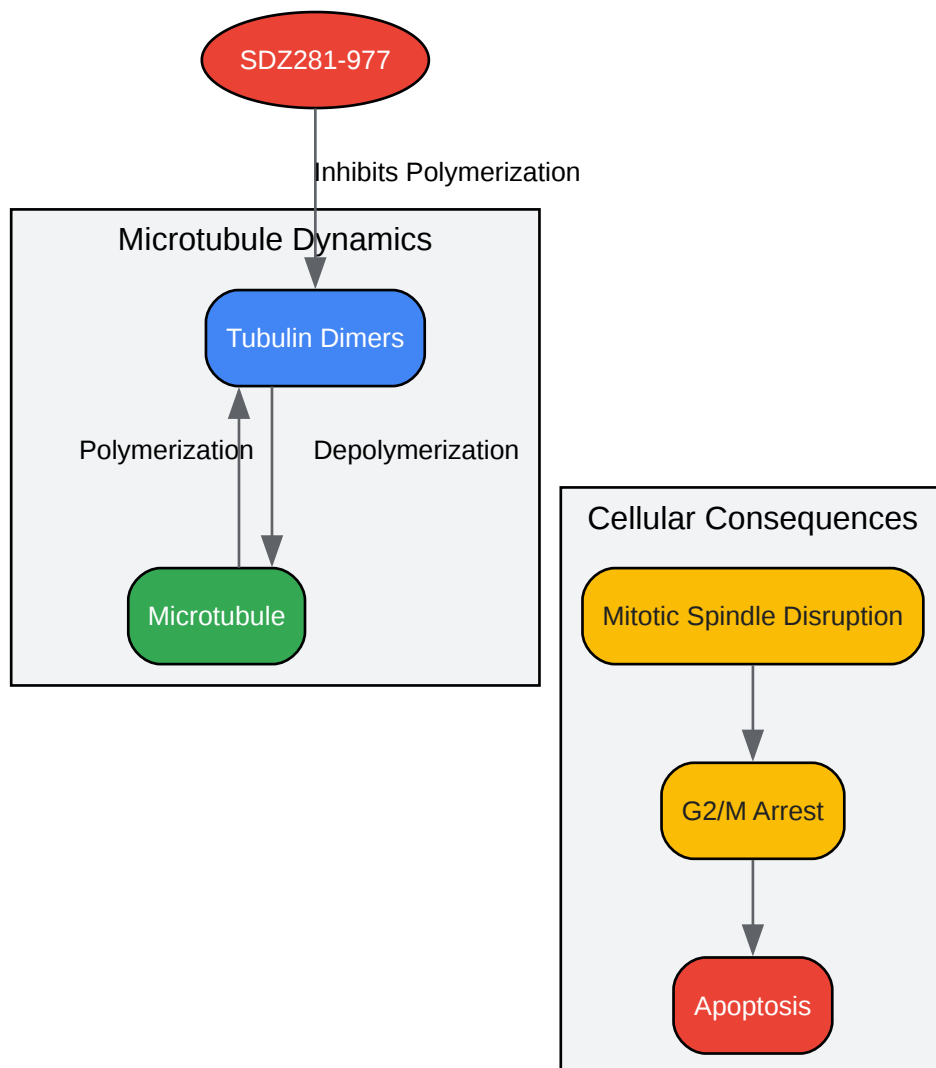 SDZ281-977
Inhibits Polymerization
Microtubule Dynamics
Tubulin Dimers
Polymerization
Depolymerization
Microtubule
Cellular Consequences
Mitotic Spindle Disruption
G2/M Arrest
Apoptosis